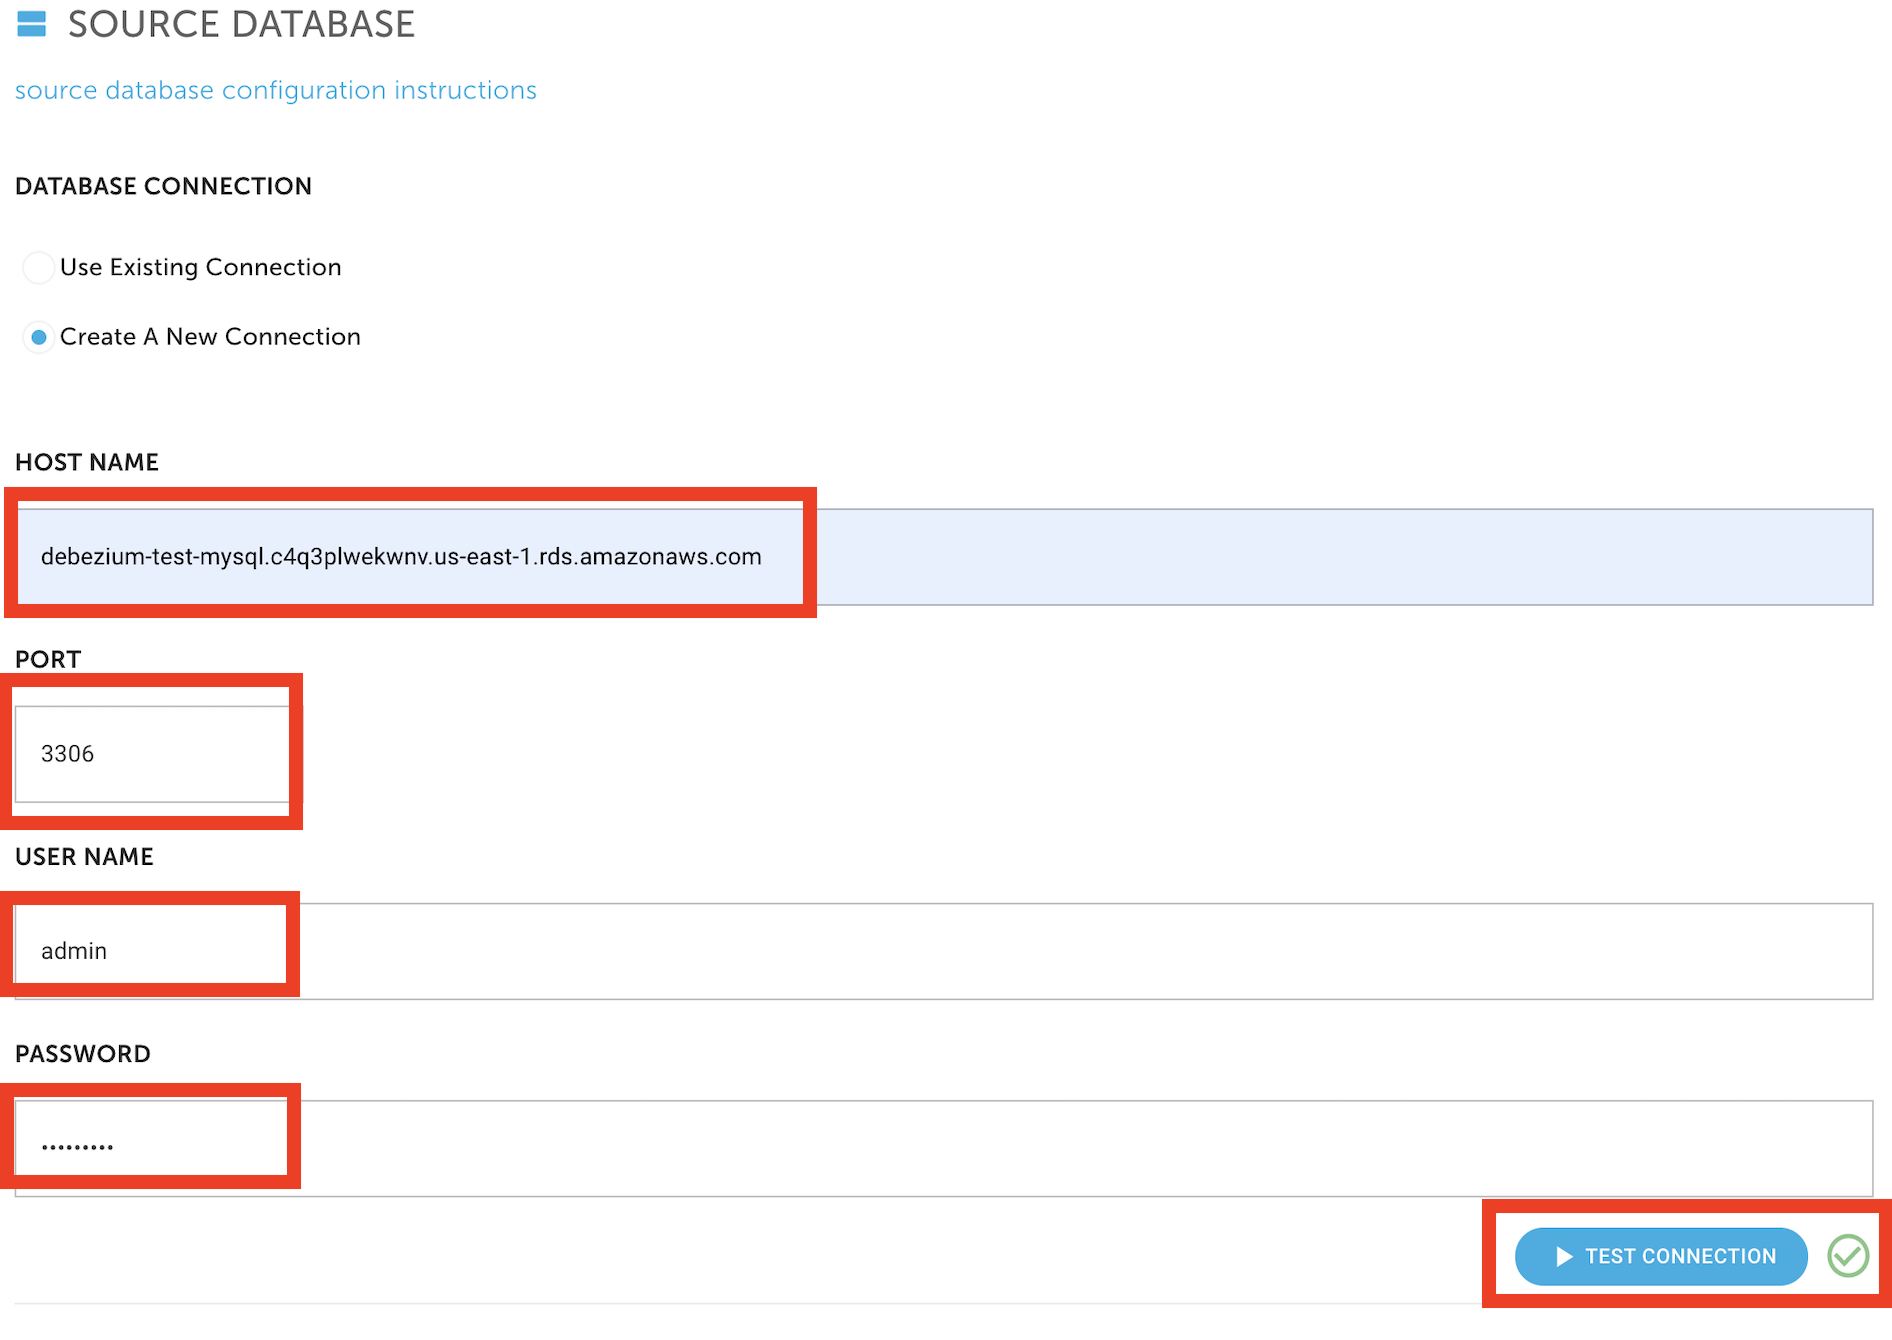 SOURCE DATABASE
source database configuration instructions
DATABASE CONNECTION
Use Existing Connection
Create A New Connection
HOST NAME
debezium-test-mysql.c4q3plwekwnv.us-east-1.rds.amazonaws.com
PORT
3306
USER NAME
admin
PASSWORD
•••••••••
TEST CONNECTION